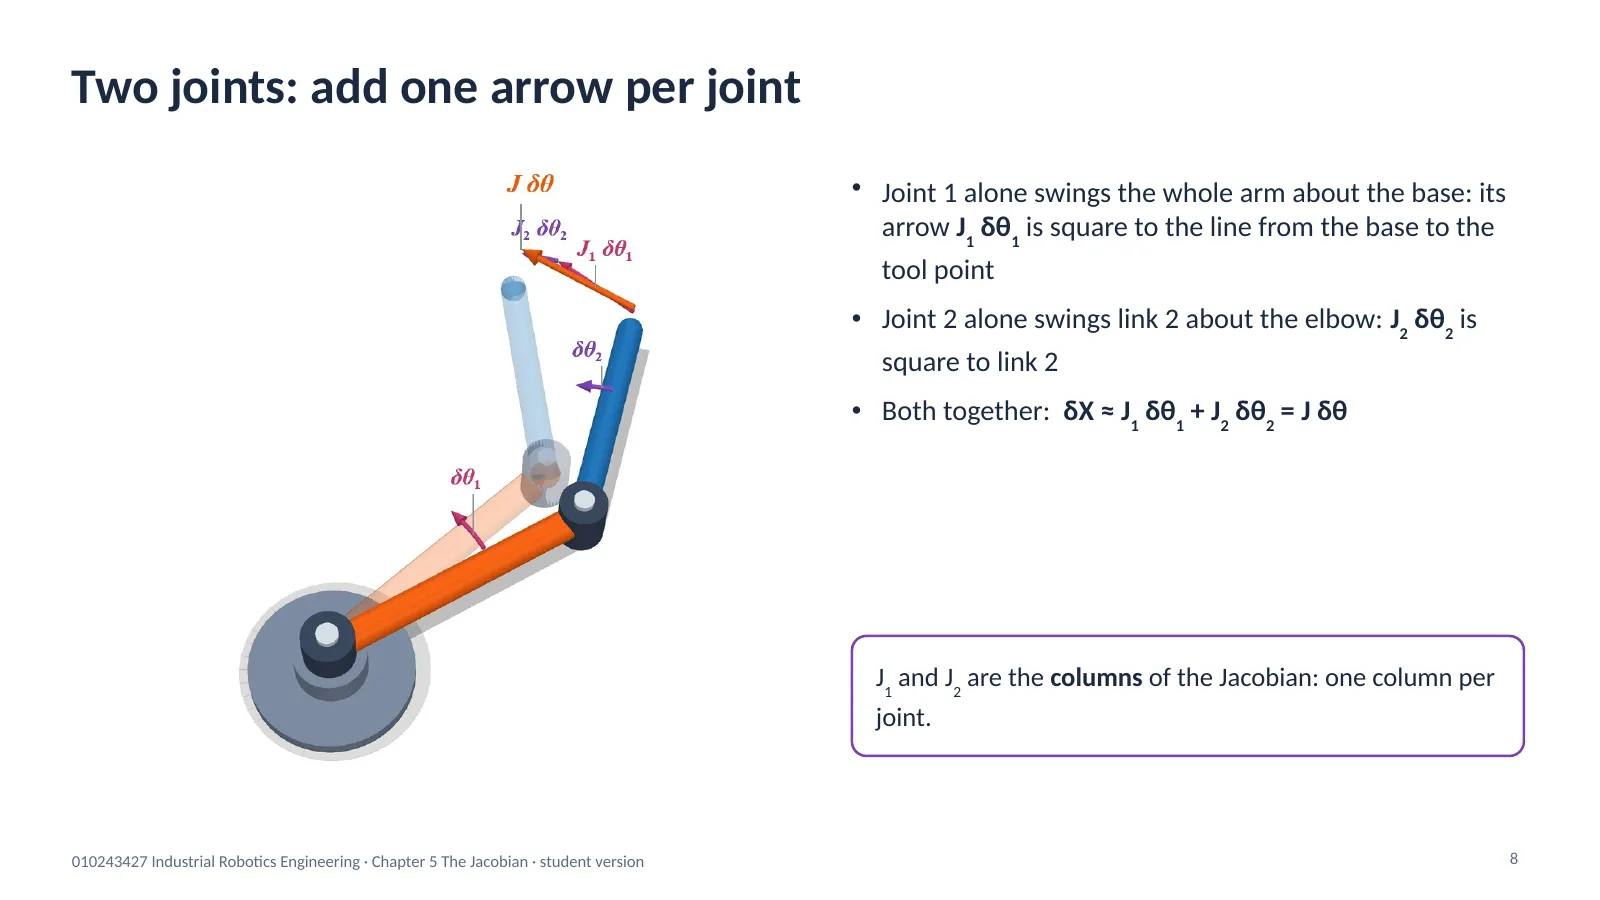 Two joints: add one arrow per joint
J δθ
J₂ δθ₂
J₁ δθ₁
δθ₂
δθ₁
• Joint 1 alone swings the whole arm about the base: its
arrow J₁ δθ₁ is square to the line from the base to the
tool point
• Joint 2 alone swings link 2 about the elbow: J₂ δθ₂ is
square to link 2
• Both together: δX ≈ J₁ δθ₁ + J₂ δθ₂ = J δθ
J₁ and J₂ are the columns of the Jacobian: one column per
joint.
010243427 Industrial Robotics Engineering · Chapter 5 The Jacobian · student version
8